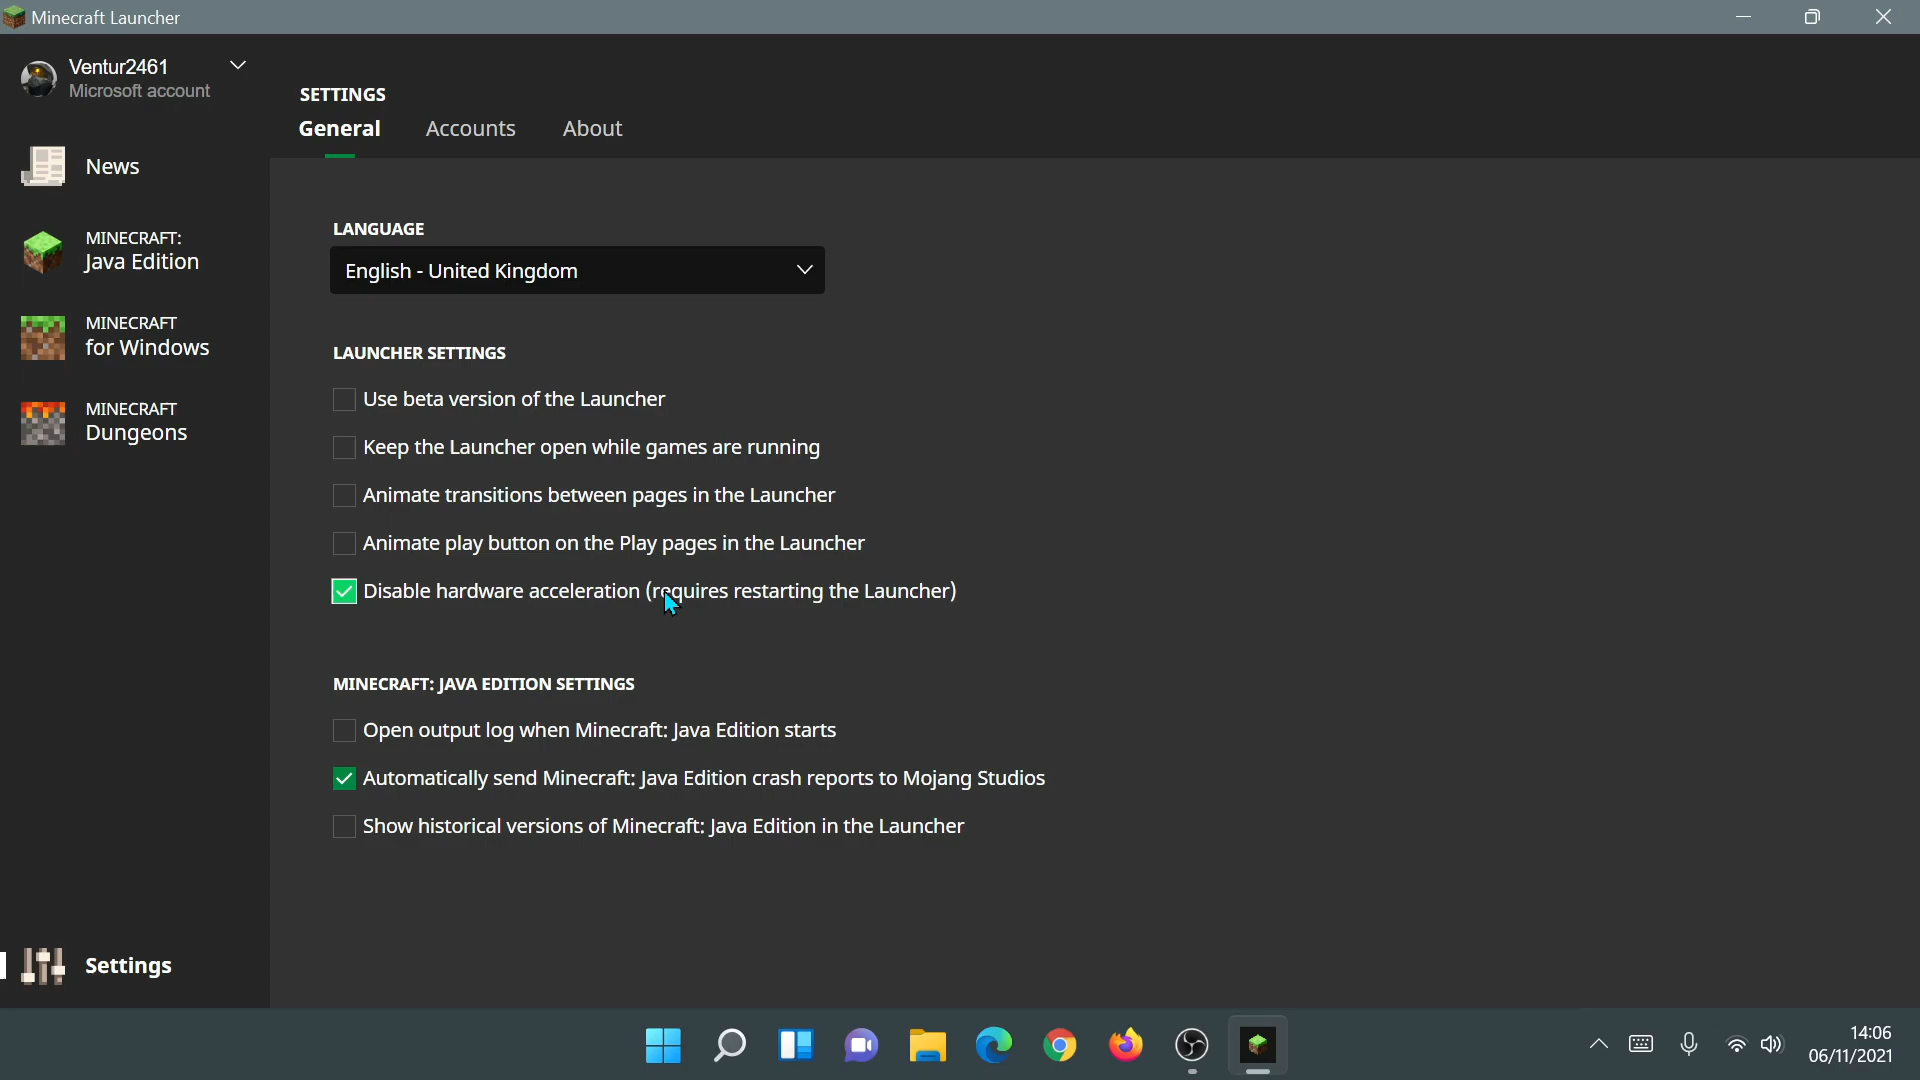 Minecraft Launcher
Ventur2461
Microsoft account
News
MINECRAFT:
Java Edition
MINECRAFT
for Windows
MINECRAFT
Dungeons
Settings
SETTINGS
General Accounts About
LANGUAGE
English - United Kingdom
LAUNCHER SETTINGS
Use beta version of the Launcher
Keep the Launcher open while games are running
Animate transitions between pages in the Launcher
Animate play button on the Play pages in the Launcher
Disable hardware acceleration (requires restarting the Launcher)
MINECRAFT: JAVA EDITION SETTINGS
Open output log when Minecraft: Java Edition starts
Automatically send Minecraft: Java Edition crash reports to Mojang Studios
Show historical versions of Minecraft: Java Edition in the Launcher
14:06
06/11/2021